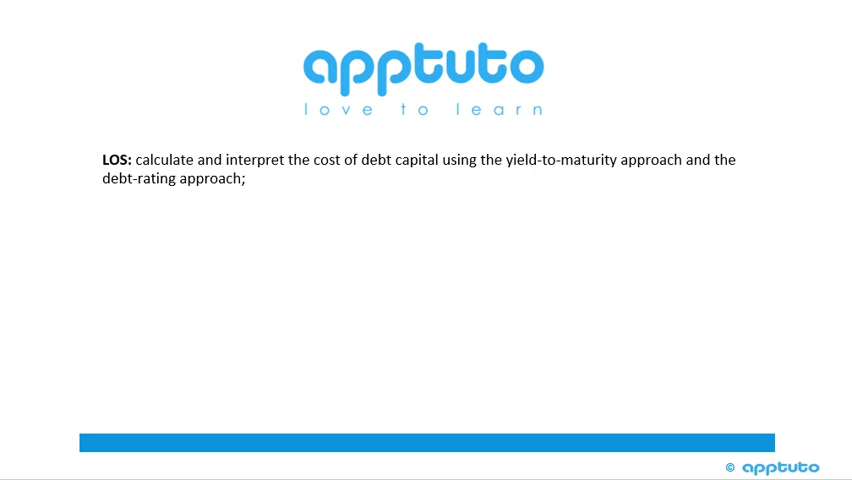 apptuto
love to learn
LOS: calculate and interpret the cost of debt capital using the yield-to-maturity approach and the
debt-rating approach;
© apptuto